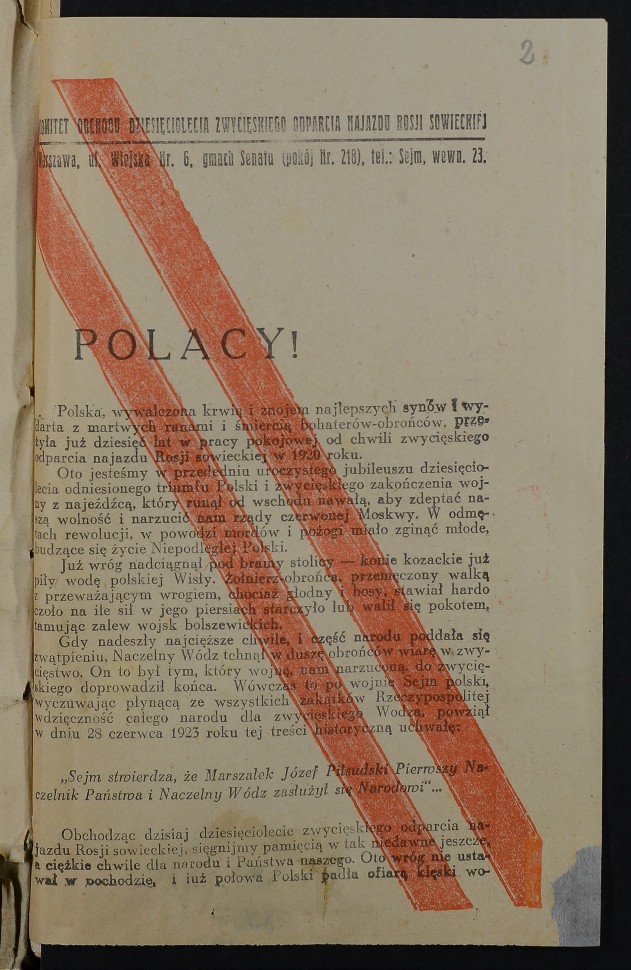 2
KOMITET OBCHODU DZIESIĘCIOLECIA ZWYCIĘSKIEGO ODPARCIA NAJAZDU ROSJI SOWIECKIEJ
Warszawa, ul. Wiejska Nr. 6, gmach Senatu (pokój Nr. 218), tel.: Sejm, wewn. 23.
POLACY!
Polska, wywalczona krwią i znojem najlepszych synów i wy-
darta z martwych ranami i śmiercią bohaterów-obrońców, prze-
żyła już dziesięć lat w pracy pokojowej od chwili zwycięskiego
odparcia najazdu Rosji sowieckiej w 1920 roku.
Oto jesteśmy w przededniu uroczystego jubileuszu dziesięcio-
lecia odniesionego triumfu Polski i zwycięskiego zakończenia woj-
ny z najeźdźcą, który runął od wschodu nawałą, aby zdeptać na-
szą wolność i narzucić nam rządy czerwonej Moskwy. W odmę-
tach rewolucji, w powodzi mordów i pożogi miało zginąć młode,
budzące się życie Niepodległej Polski.
Już wróg nadciągnął pod bramy stolicy — konie kozackie już
piły wodę polskiej Wisły. Żołnierz-obrońca, przemęczony walką
z przeważającym wrogiem, chociaż głodny i bosy, stawiał hardo
czoło na ile sił w jego piersiach starczyło lub walił się pokotem,
tamując zalew wojsk bolszewickich.
Gdy nadeszły najcięższe chwile, i część narodu poddała się
zwątpieniu, Naczelny Wódz tchnął w duszę obrońców wiarę w zwy-
cięstwo. On to był tym, który wojnę, nam narzuconą, do zwycię-
skiego doprowadził końca. Wówczas to po wojnie Sejm polski,
wyczuwając płynącą ze wszystkich zakątków Rzeczypospolitej
wdzięczność całego narodu dla zwycięskiego Wodza, powziął
w dniu 28 czerwca 1923 roku tej treści historyczną uchwałę:
„Sejm stwierdza, że Marszałek Józef Piłsudski Pierwszy Na-
czelnik Państwa i Naczelny Wódz zasłużył się Narodowi"...
Obchodząc dzisiaj dziesięciolecie zwycięskiego odparcia na-
jazdu Rosji sowieckiej, sięgnijmy pamięcią w tak niedawne jeszcze,
a ciężkie chwile dla narodu i Państwa naszego. Oto wróg nie usta-
wał w pochodzie, i już połowa Polski padła ofiarą klęski wo-